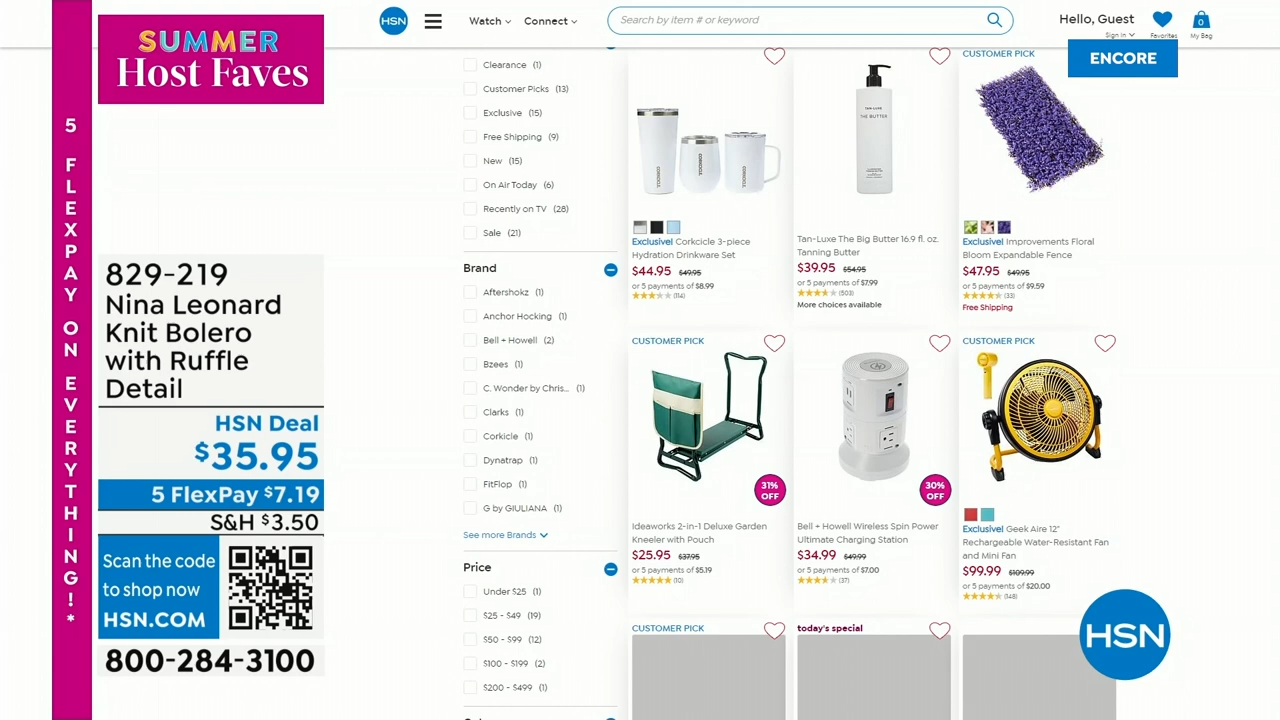 SUMMER
Host Faves
5 FLEXPAY ON EVERYTHING!*
829-219
Nina Leonard
Knit Bolero
with Ruffle
Detail
HSN Deal
$35.95
5 FlexPay $7.19
S&H $3.50
Scan the code
to shop now
HSN.COM
800-284-3100
HSN
Watch
Connect
Search by item # or keyword
Hello, Guest
Sign In
Favorites
0
My Bag
ENCORE
Clearance (1)
Customer Picks (13)
Exclusive (15)
Free Shipping (9)
New (15)
On Air Today (6)
Recently on TV (28)
Sale (21)
Brand
Aftershokz (1)
Anchor Hocking (1)
Bell + Howell (2)
Bzees (1)
C. Wonder by Chris... (1)
Clarks (1)
Corkcicle (1)
Dynatrap (1)
FitFlop (1)
G by GIULIANA (1)
See more Brands
Price
Under $25 (1)
$25 - $49 (19)
$50 - $99 (12)
$100 - $199 (2)
$200 - $499 (1)
CORKCICLE
CORKCICLE
CORKCICLE
Exclusive! Corkcicle 3-piece
Hydration Drinkware Set
$44.95 $49.95
or 5 payments of $8.99
(114)
TAN-LUXE
THE BUTTER
Tan-Luxe The Big Butter 16.9 fl. oz.
Tanning Butter
$39.95 $54.95
or 5 payments of $7.99
(503)
More choices available
CUSTOMER PICK
Exclusive! Improvements Floral
Bloom Expandable Fence
$47.95 $49.95
or 5 payments of $9.59
(33)
Free Shipping
CUSTOMER PICK
31%
OFF
Ideaworks 2-in-1 Deluxe Garden
Kneeler with Pouch
$25.95 $37.95
or 5 payments of $5.19
(10)
30%
OFF
Bell + Howell Wireless Spin Power
Ultimate Charging Station
$34.99 $49.99
or 5 payments of $7.00
(37)
CUSTOMER PICK
Exclusive! Geek Aire 12"
Rechargeable Water-Resistant Fan
and Mini Fan
$99.99 $109.99
or 5 payments of $20.00
(148)
CUSTOMER PICK
today's special
HSN